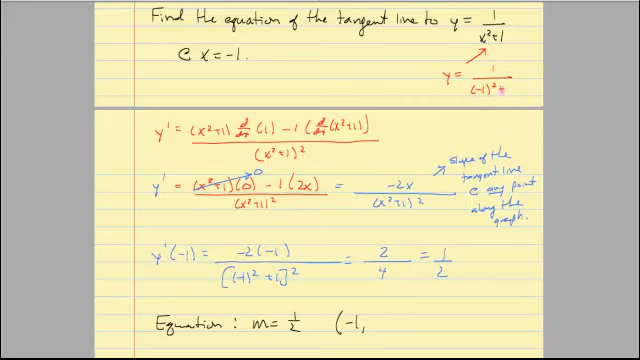 Find the equation of the tangent line to y = 1/(x²+1)
@ x = -1.
y = 1/((-1)² +
y' = ((x²+1) d/dx (1) - 1 (d/dx (x²+1)))/(x²+1)²
y' = ((x²+1)(0) - 1(2x))/(x²+1)² = -2x/(x²+1)²
0
slope of the
tangent line
@ any point
along the
graph.
y'(-1) = -2(-1)/[(-1)² + 1]² = 2/4 = 1/2
Equation : m = 1/2 (-1,